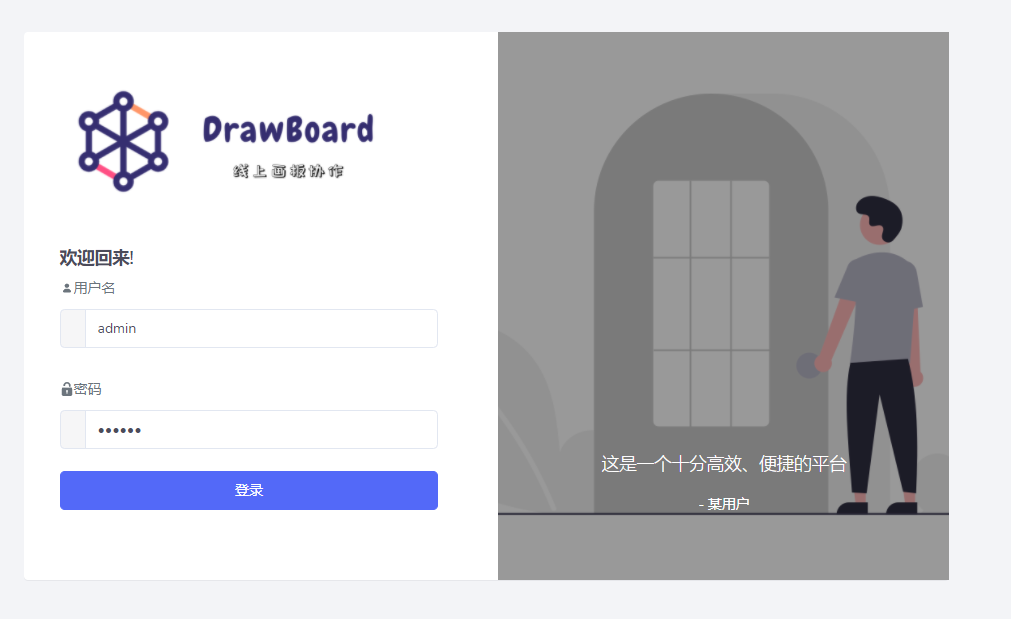 DrawBoard
线上画板协作
欢迎回来!
用户名
admin
密码
••••••
登录
这是一个十分高效、便捷的平台
- 某用户